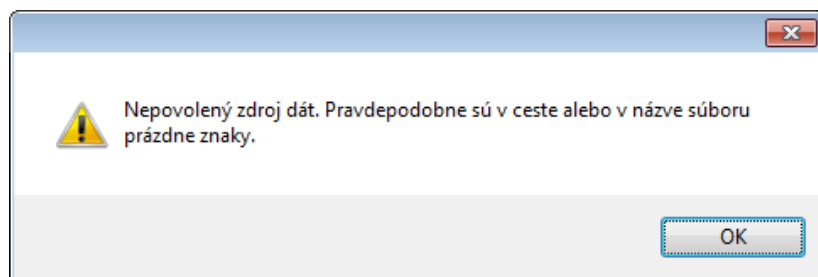 Nepovolený zdroj dát. Pravdepodobne sú v ceste alebo v názve súboru
prázdne znaky.
OK